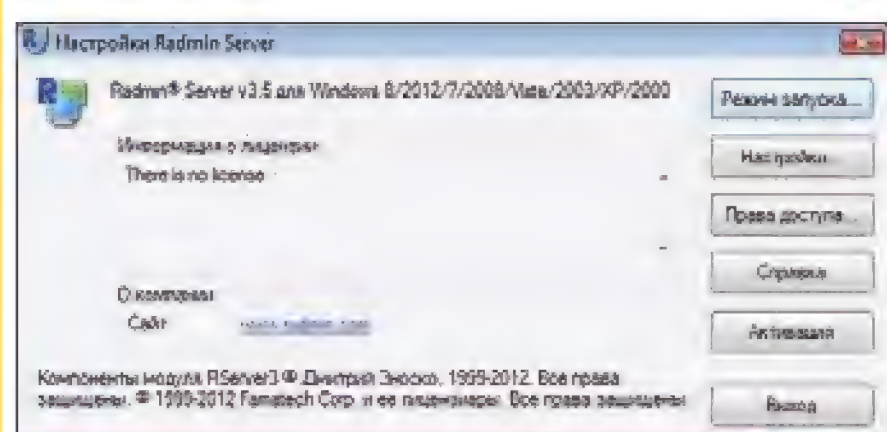 Настройки Radmin Server
Radmin® Server v3.5 для Windows 8/2012/7/2008/Vista/2003/XP/2000
Режим запуска...
Информация о лицензии
There is no license
Настройки...
Права доступа...
Справка
О компании
Сайт
Активация
Компоненты модуля RServer3 © Дмитрий Зноско, 1999-2012. Все права
защищены. © 1999-2012 Famatech Corp. и ее лицензиары. Все права защищены
Выход